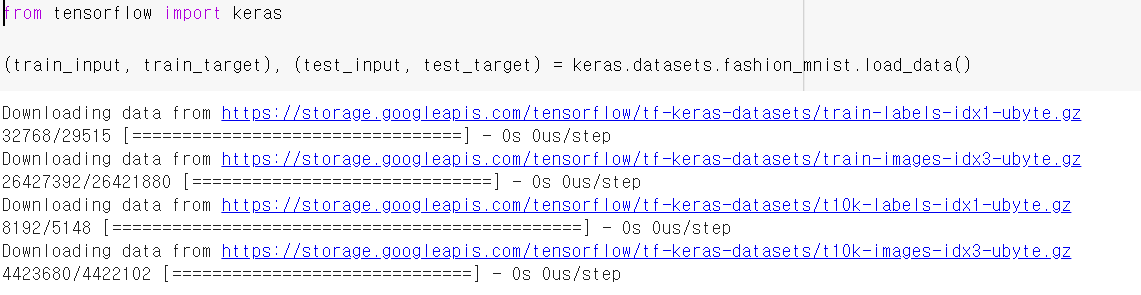 from tensorflow import keras
(train_input, train_target), (test_input, test_target) = keras.datasets.fashion_mnist.load_data()
Downloading data from https://storage.googleapis.com/tensorflow/tf-keras-datasets/train-labels-idx1-ubyte.gz
32768/29515 [=================================] - 0s 0us/step
Downloading data from https://storage.googleapis.com/tensorflow/tf-keras-datasets/train-images-idx3-ubyte.gz
26427392/26421880 [==============================] - 0s 0us/step
Downloading data from https://storage.googleapis.com/tensorflow/tf-keras-datasets/t10k-labels-idx1-ubyte.gz
8192/5148 [===============================================] - 0s 0us/step
Downloading data from https://storage.googleapis.com/tensorflow/tf-keras-datasets/t10k-images-idx3-ubyte.gz
4423680/4422102 [==============================] - 0s 0us/step